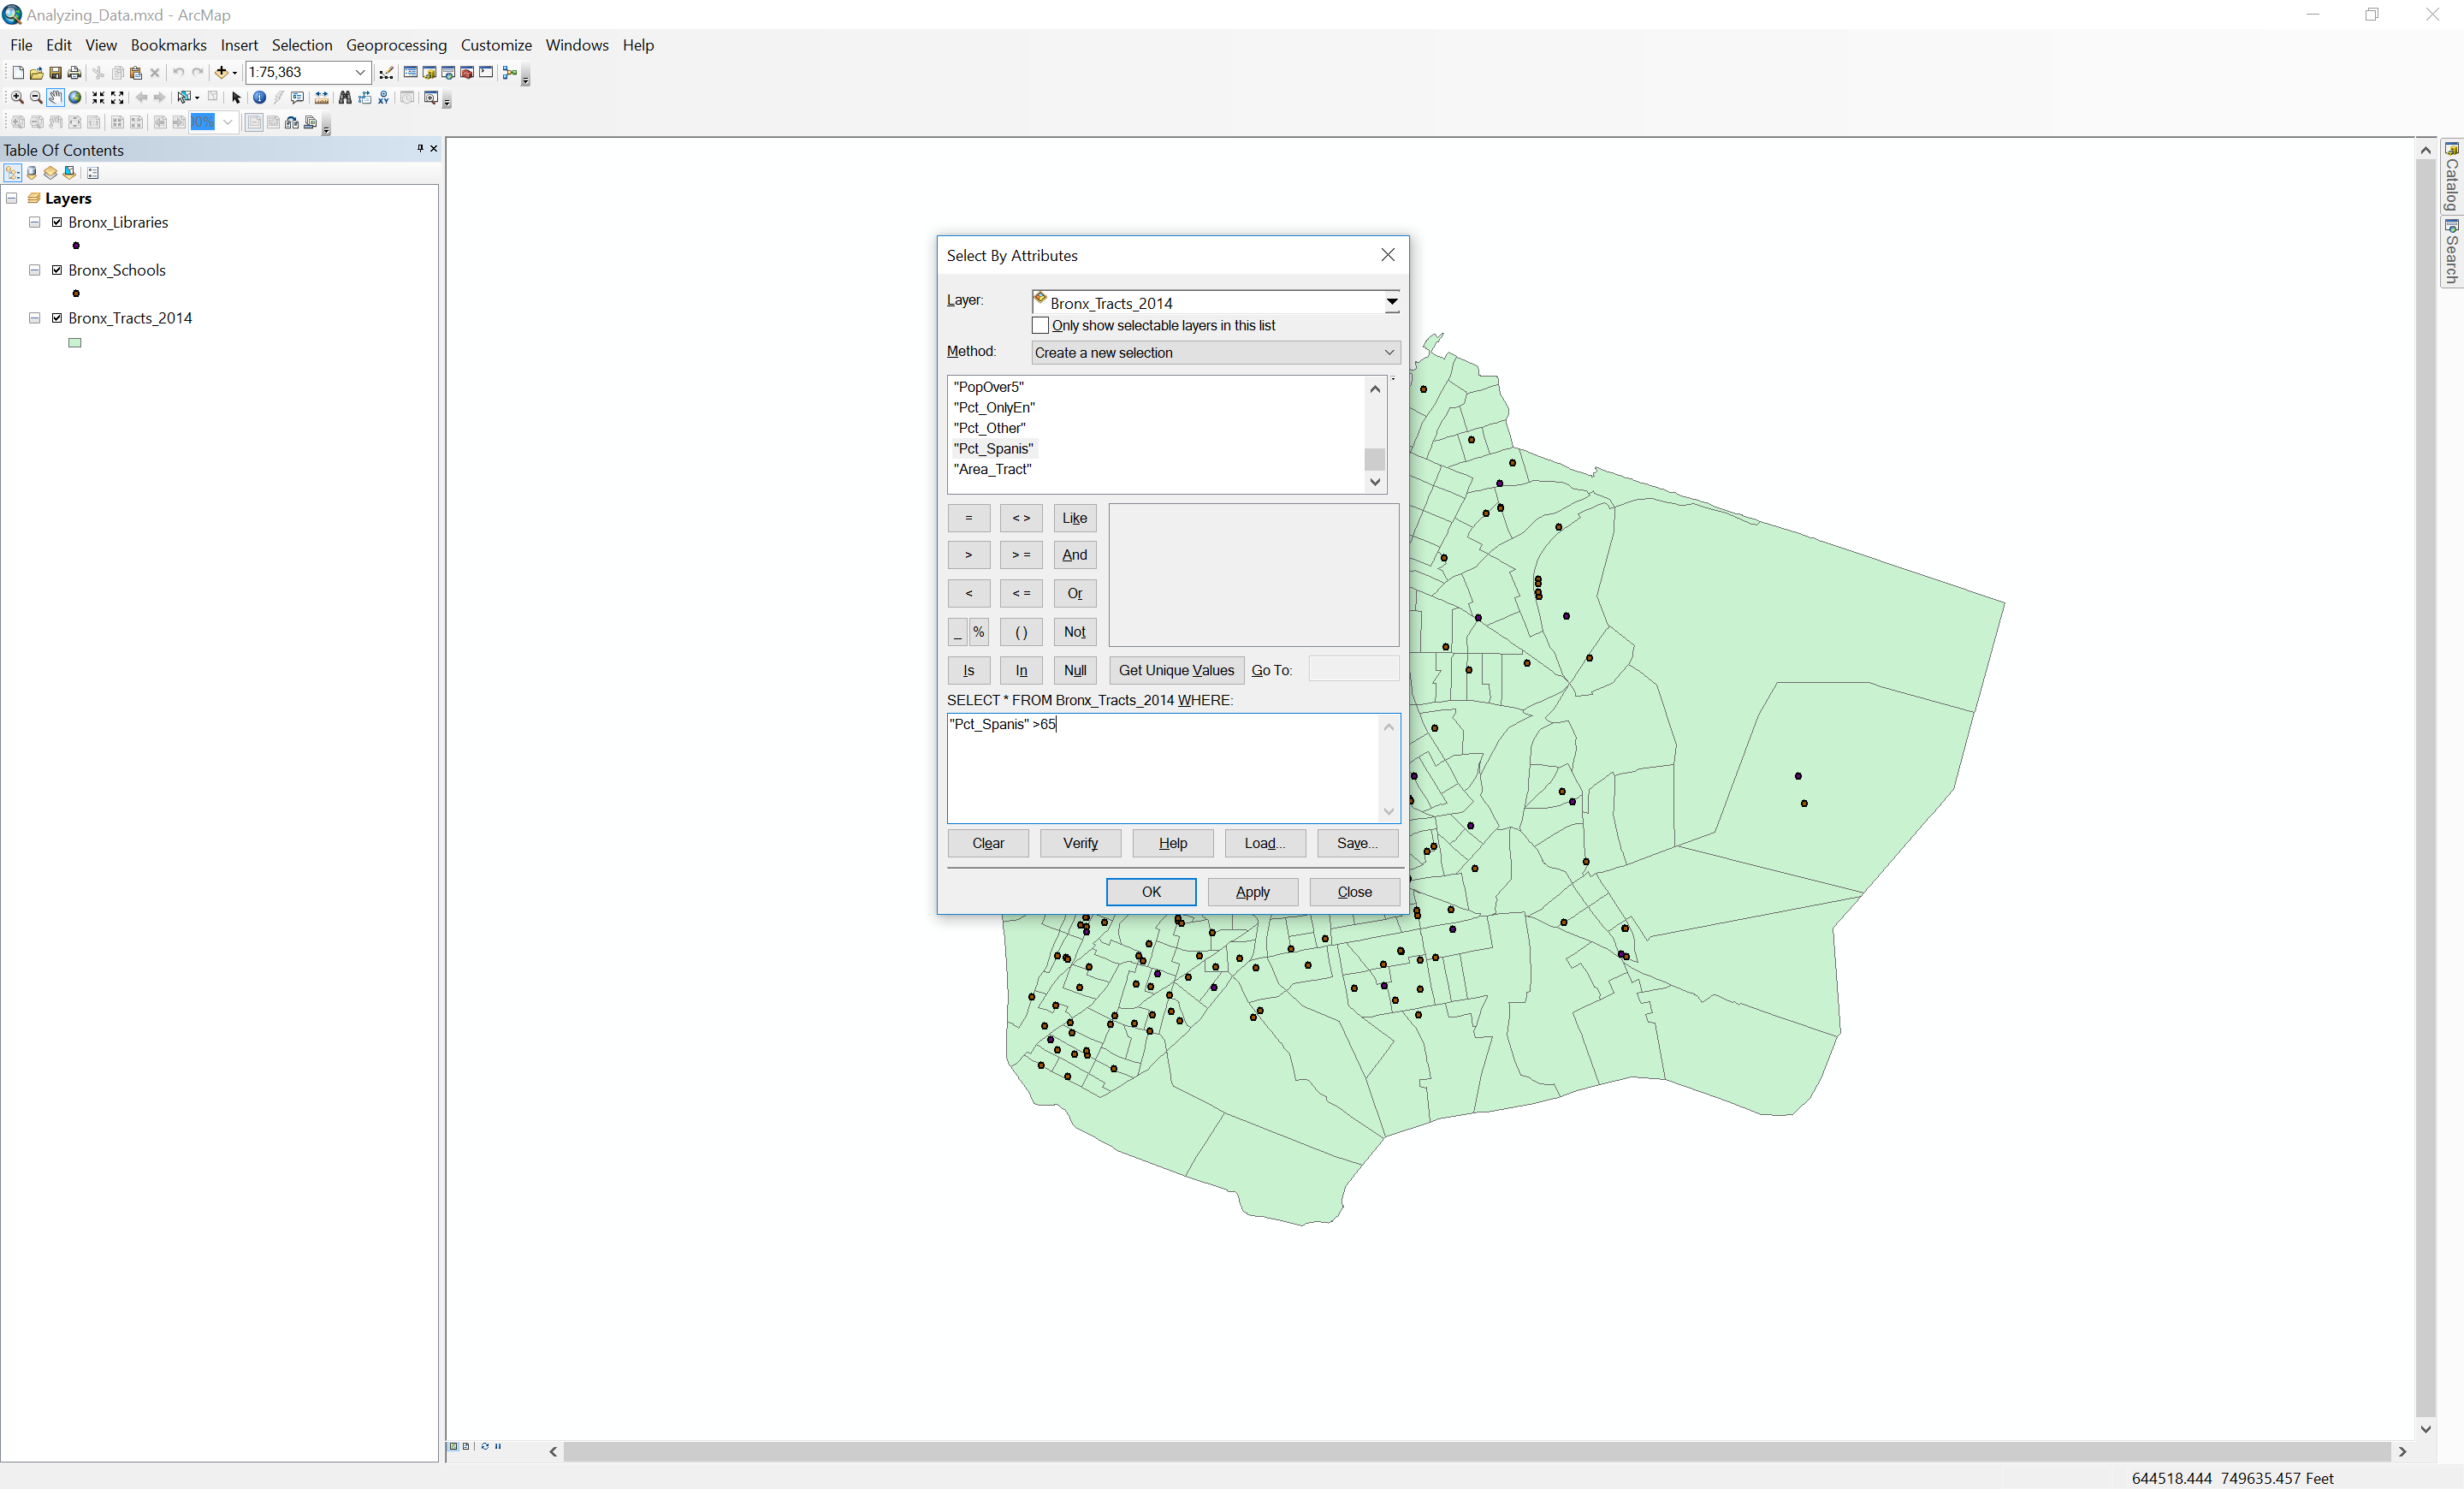 Analyzing_Data.mxd - ArcMap
File Edit View Bookmarks Insert Selection Geoprocessing Customize Windows Help
1:75,363
Table Of Contents
Layers
Bronx_Libraries
Bronx_Schools
Bronx_Tracts_2014
Catalog
Search
Select By Attributes
Layer: Bronx_Tracts_2014
Only show selectable layers in this list
Method: Create a new selection
"PopOver5"
"Pct_OnlyEn"
"Pct_Other"
"Pct_Spanis"
"Area_Tract"
= < > Like
> > = And
< < = Or
_ % ( ) Not
Is In Null Get Unique Values Go To:
SELECT * FROM Bronx_Tracts_2014 WHERE:
"Pct_Spanis" >65
Clear Verify Help Load... Save...
OK Apply Close
644518.444 749635.457 Feet